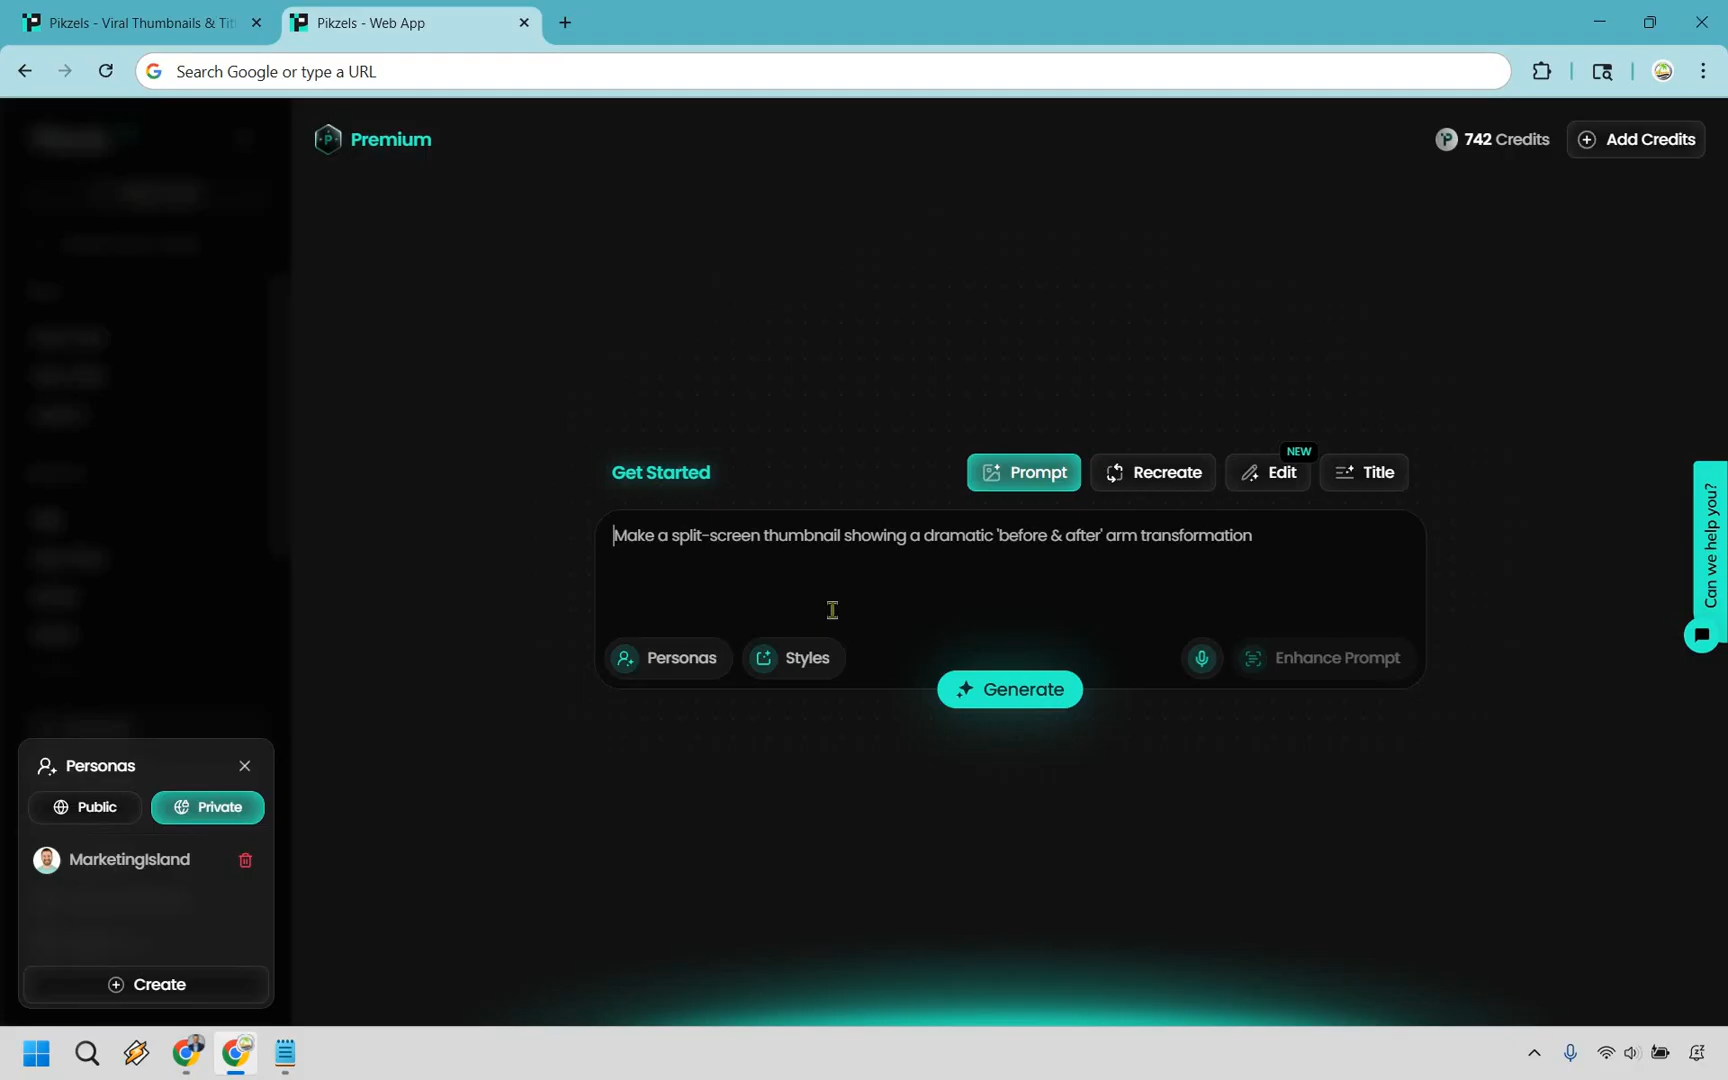 Pikzels - Viral Thumbnails & Tit
Pikzels - Web App
Search Google or type a URL
Premium
742 Credits
Add Credits
NEW
Get Started
Prompt
Recreate
Edit
Title
Make a split-screen thumbnail showing a dramatic 'before & after' arm transformation
Personas
Styles
Enhance Prompt
Generate
Can we help you?
Personas
Public
Private
MarketingIsland
Create